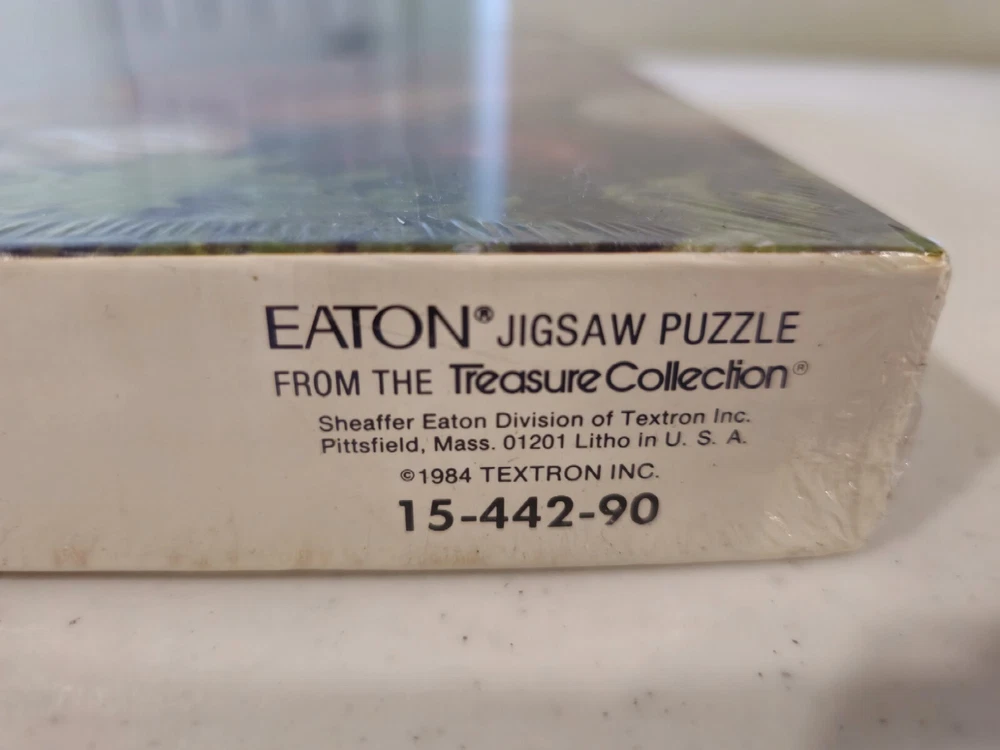 EATON® JIGSAW PUZZLE
FROM THE Treasure Collection®
Sheaffer Eaton Division of Textron Inc.
Pittsfield, Mass. 01201 Litho in U. S. A.
©1984 TEXTRON INC.
15-442-90